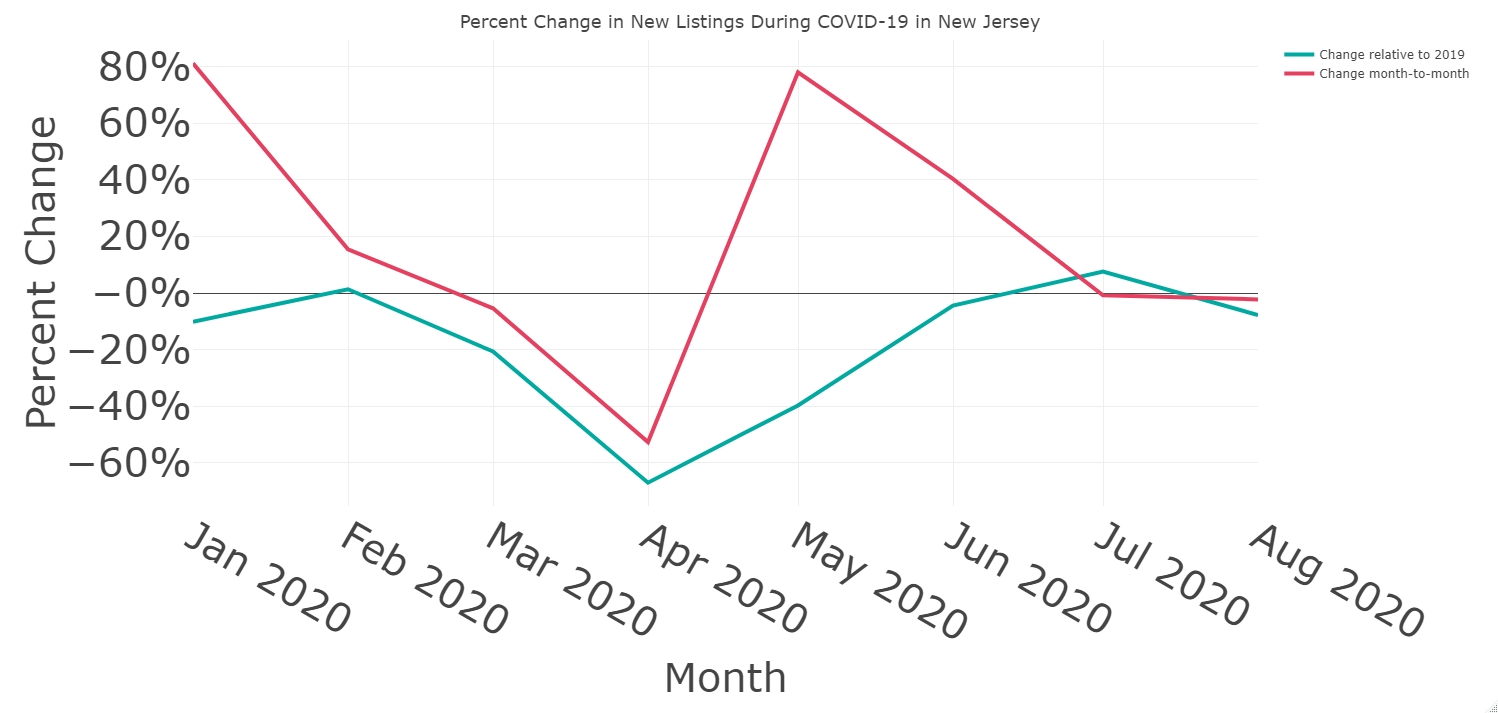 Percent Change in New Listings During COVID-19 in New Jersey
Change relative to 2019
Change month-to-month
80%
60%
40%
20%
−0%
−20%
−40%
−60%
Percent Change
Jan 2020
Feb 2020
Mar 2020
Apr 2020
May 2020
Jun 2020
Jul 2020
Aug 2020
Month